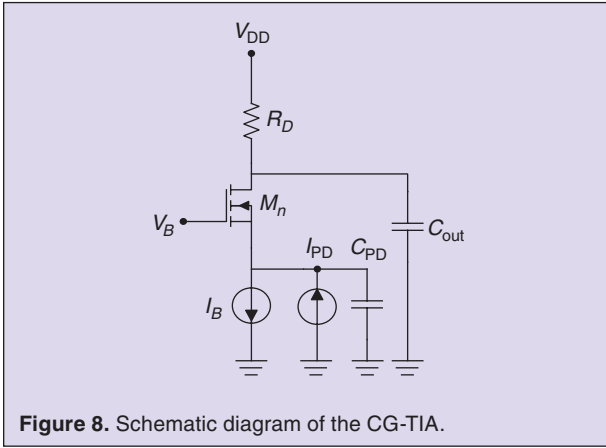 V_DD
R_D
M_n
V_B
C_out
I_PD
C_PD
I_B
Figure 8. Schematic diagram of the CG-TIA.